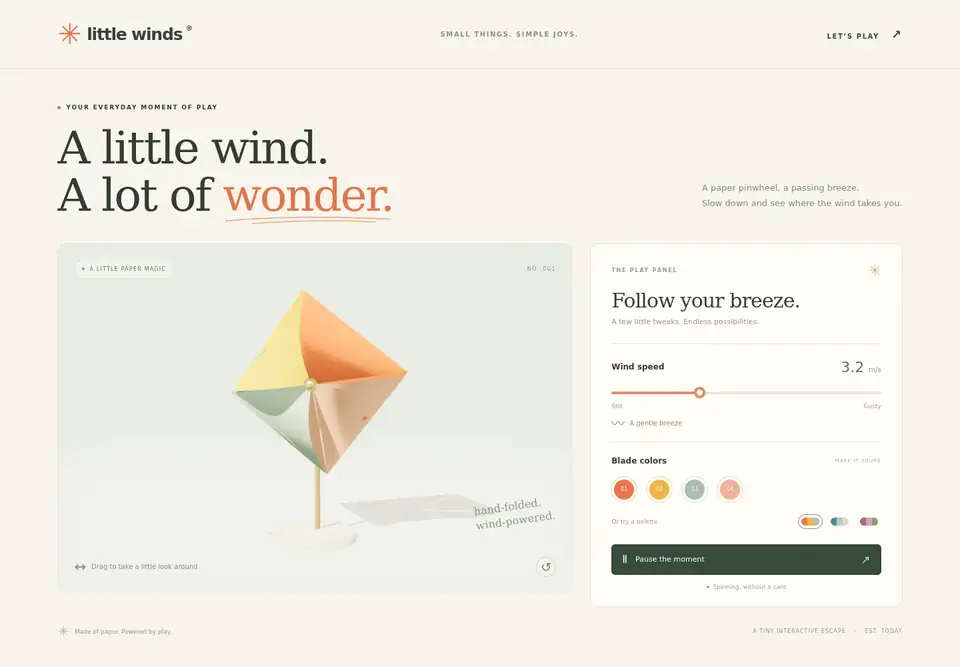 little winds®
SMALL THINGS. SIMPLE JOYS.
LET'S PLAY ↗
YOUR EVERYDAY MOMENT OF PLAY
A little wind.
A lot of wonder.
A paper pinwheel, a passing breeze.
Slow down and see where the wind takes you.
A LITTLE PAPER MAGIC
NO. 001
hand-folded.
wind-powered.
Drag to take a little look around
THE PLAY PANEL
Follow your breeze.
A few little tweaks. Endless possibilities.
Wind speed
3.2 m/s
Still
Gusty
A gentle breeze
Blade colors
MAKE IT YOURS
01 02 03 04
Or try a palette
Pause the moment ↗
Spinning, without a care
Made of paper. Powered by play.
A TINY INTERACTIVE ESCAPE · EST. TODAY